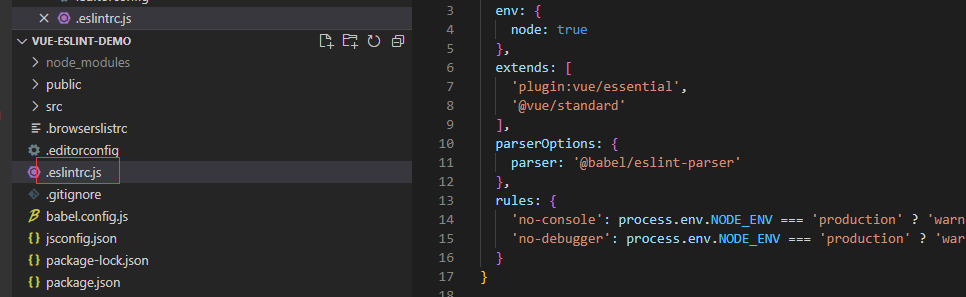 .eslintrc.js
VUE-ESLINT-DEMO
node_modules
public
src
.browserslistrc
.editorconfig
.eslintrc.js
.gitignore
babel.config.js
jsconfig.json
package-lock.json
package.json
3 env: {
4 node: true
5 },
6 extends: [
7 'plugin:vue/essential',
8 '@vue/standard'
9 ],
10 parserOptions: {
11 parser: '@babel/eslint-parser'
12 },
13 rules: {
14 'no-console': process.env.NODE_ENV === 'production' ? 'warn
15 'no-debugger': process.env.NODE_ENV === 'production' ? 'wa
16 }
17 }
18